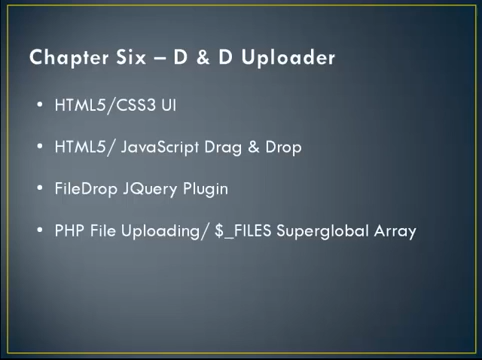 Chapter Six – D & D Uploader
• HTML5/CSS3 UI
• HTML5/ JavaScript Drag & Drop
• FileDrop JQuery Plugin
• PHP File Uploading/ $_FILES Superglobal Array